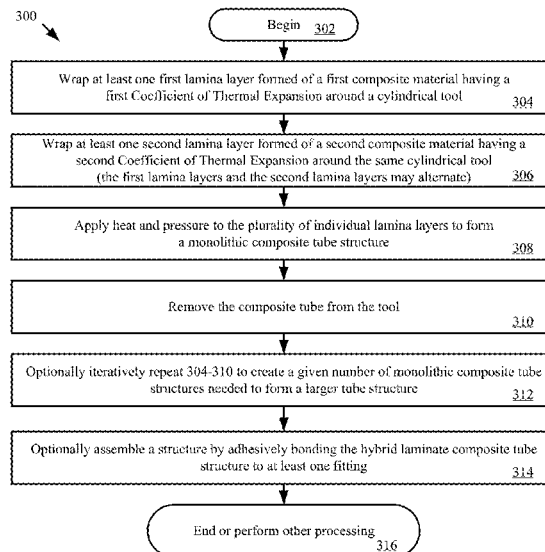 300
Begin
302
Wrap at least one first lamina layer formed of a first composite material having a
first Coefficient of Thermal Expansion around a cylindrical tool
304
Wrap at least one second lamina layer formed of a second composite material having a
second Coefficient of Thermal Expansion around the same cylindrical tool
(the first lamina layers and the second lamina layers may alternate)
306
Apply heat and pressure to the plurality of individual lamina layers to form
a monolithic composite tube structure
308
Remove the composite tube from the tool
310
Optionally iteratively repeat 304-310 to create a given number of monolithic composite tube
structures needed to form a larger tube structure
312
Optionally assemble a structure by adhesively bonding the hybrid laminate composite tube
structure to at least one fitting
314
End or perform other processing
316